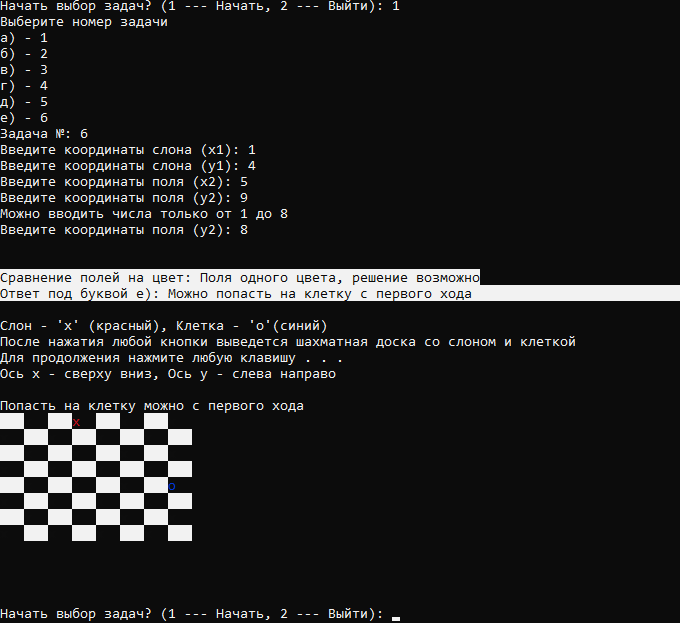 Начать выбор задач? (1 --- Начать, 2 --- Выйти): 1
Выберите номер задачи
а) - 1
б) - 2
в) - 3
г) - 4
д) - 5
е) - 6
Задача №: 6
Введите координаты слона (x1): 1
Введите координаты слона (y1): 4
Введите координаты поля (x2): 5
Введите координаты поля (y2): 9
Можно вводить числа только от 1 до 8
Введите координаты поля (y2): 8
Сравнение полей на цвет: Поля одного цвета, решение возможно
Ответ под буквой е): Можно попасть на клетку с первого хода
Слон - 'x' (красный), Клетка - 'o'(синий)
После нажатия любой кнопки выведется шахматная доска со слоном и клеткой
Для продолжения нажмите любую клавишу . . .
Ось x - сверху вниз, Ось y - слева направо
Попасть на клетку можно с первого хода
x
o
Начать выбор задач? (1 --- Начать, 2 --- Выйти):